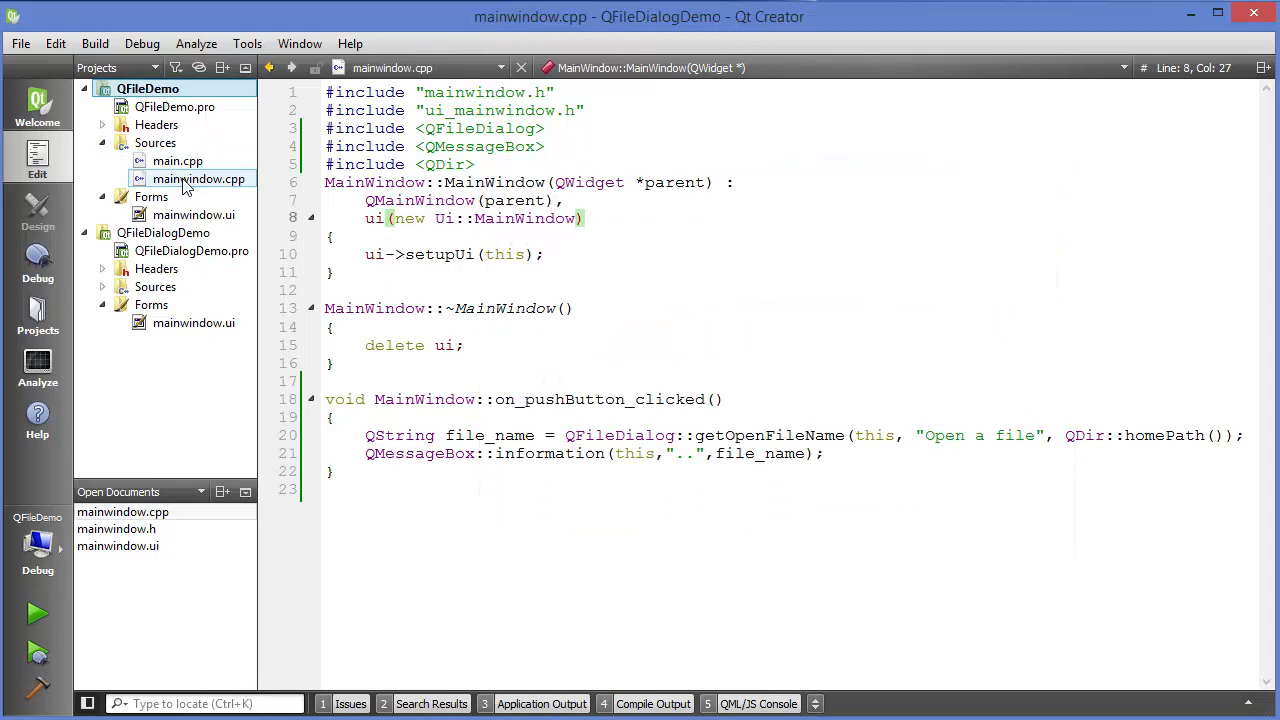 mainwindow.cpp - QFileDialogDemo - Qt Creator
File Edit Build Debug Analyze Tools Window Help
Projects mainwindow.cpp MainWindow::MainWindow(QWidget *) # Line: 8, Col: 27
Welcome
Edit
Design
Debug
Projects
Analyze
Help
QFileDemo
Debug
QFileDemo
QFileDemo.pro
Headers
Sources
main.cpp
mainwindow.cpp
Forms
mainwindow.ui
QFileDialogDemo
QFileDialogDemo.pro
Headers
Sources
Forms
mainwindow.ui
Open Documents
mainwindow.cpp
mainwindow.h
mainwindow.ui
1 #include "mainwindow.h"
2 #include "ui_mainwindow.h"
3 #include <QFileDialog>
4 #include <QMessageBox>
5 #include <QDir>
6 MainWindow::MainWindow(QWidget *parent) :
7 QMainWindow(parent),
8 ui(new Ui::MainWindow)
9 {
10 ui->setupUi(this);
11 }
12
13 MainWindow::~MainWindow()
14 {
15 delete ui;
16 }
17
18 void MainWindow::on_pushButton_clicked()
19 {
20 QString file_name = QFileDialog::getOpenFileName(this, "Open a file", QDir::homePath());
21 QMessageBox::information(this,"..",file_name);
22 }
23
Type to locate (Ctrl+K) 1 Issues 2 Search Results 3 Application Output 4 Compile Output 5 QML/JS Console